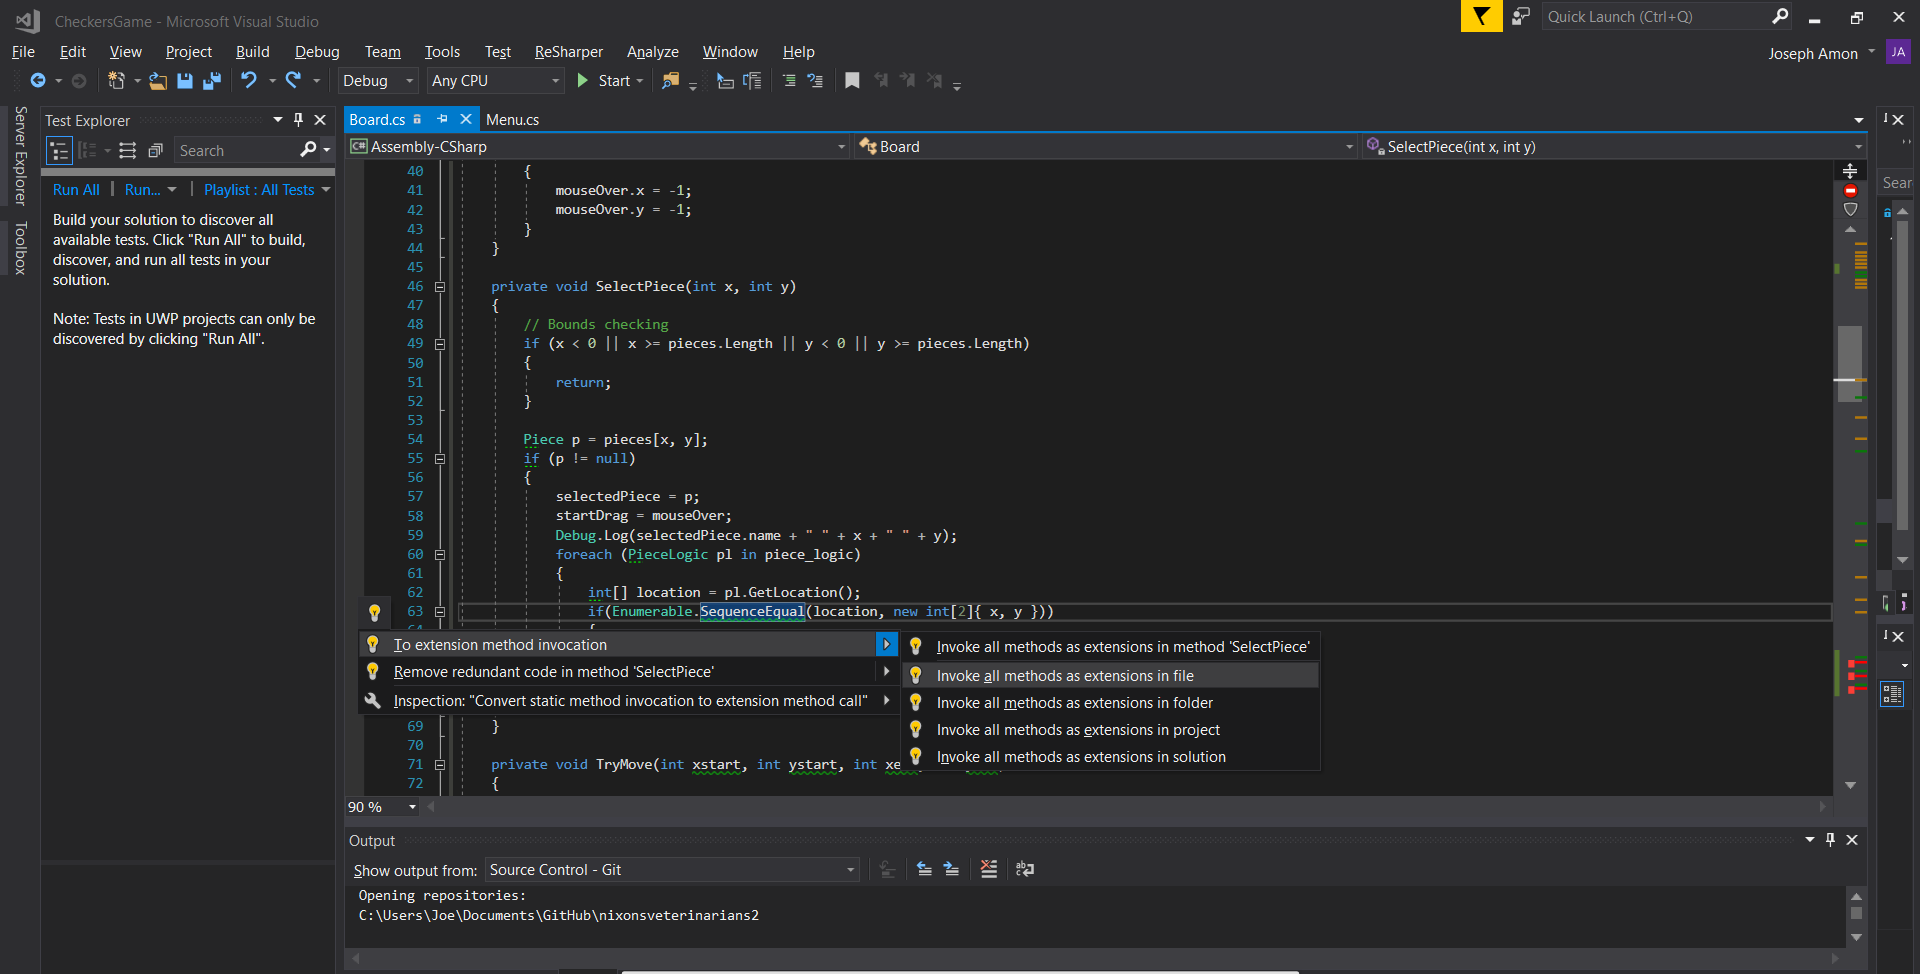 CheckersGame - Microsoft Visual Studio
Quick Launch (Ctrl+Q)
File Edit View Project Build Debug Team Tools Test ReSharper Analyze Window Help
Joseph Amon JA
Debug Any CPU Start
Server Explorer
Toolbox
Test Explorer
Search
Run All Run... Playlist : All Tests
Build your solution to discover all
available tests. Click "Run All" to build,
discover, and run all tests in your
solution.
Note: Tests in UWP projects can only be
discovered by clicking "Run All".
Board.cs Menu.cs
C# Assembly-CSharp Board SelectPiece(int x, int y)
Sear
40 {
41 mouseOver.x = -1;
42 mouseOver.y = -1;
43 }
44 }
45
46 private void SelectPiece(int x, int y)
47 {
48 // Bounds checking
49 if (x < 0 || x >= pieces.Length || y < 0 || y >= pieces.Length)
50 {
51 return;
52 }
53
54 Piece p = pieces[x, y];
55 if (p != null)
56 {
57 selectedPiece = p;
58 startDrag = mouseOver;
59 Debug.Log(selectedPiece.name + " " + x + " " + y);
60 foreach (PieceLogic pl in piece_logic)
61 {
62 int[] location = pl.GetLocation();
63 if(Enumerable.SequenceEqual(location, new int[2]{ x, y }))
To extension method invocation
Remove redundant code in method 'SelectPiece'
Inspection: "Convert static method invocation to extension method call"
Invoke all methods as extensions in method 'SelectPiece'
Invoke all methods as extensions in file
Invoke all methods as extensions in folder
Invoke all methods as extensions in project
Invoke all methods as extensions in solution
69 }
70
71 private void TryMove(int xstart, int ystart, int xe
72 {
90 %
Output
Show output from: Source Control - Git
Opening repositories:
C:\Users\Joe\Documents\GitHub\nixonsveterinarians2